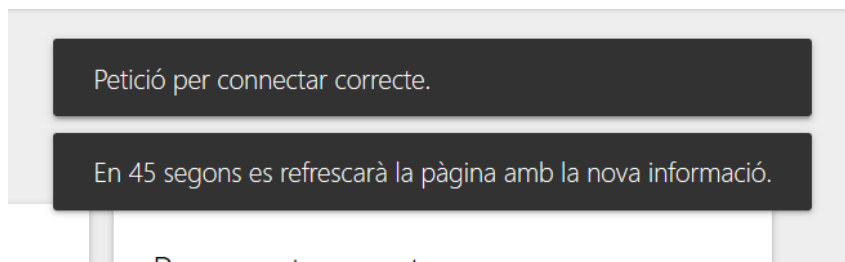 Petició per connectar correcte.
En 45 segons es refrescarà la pàgina amb la nova informació.